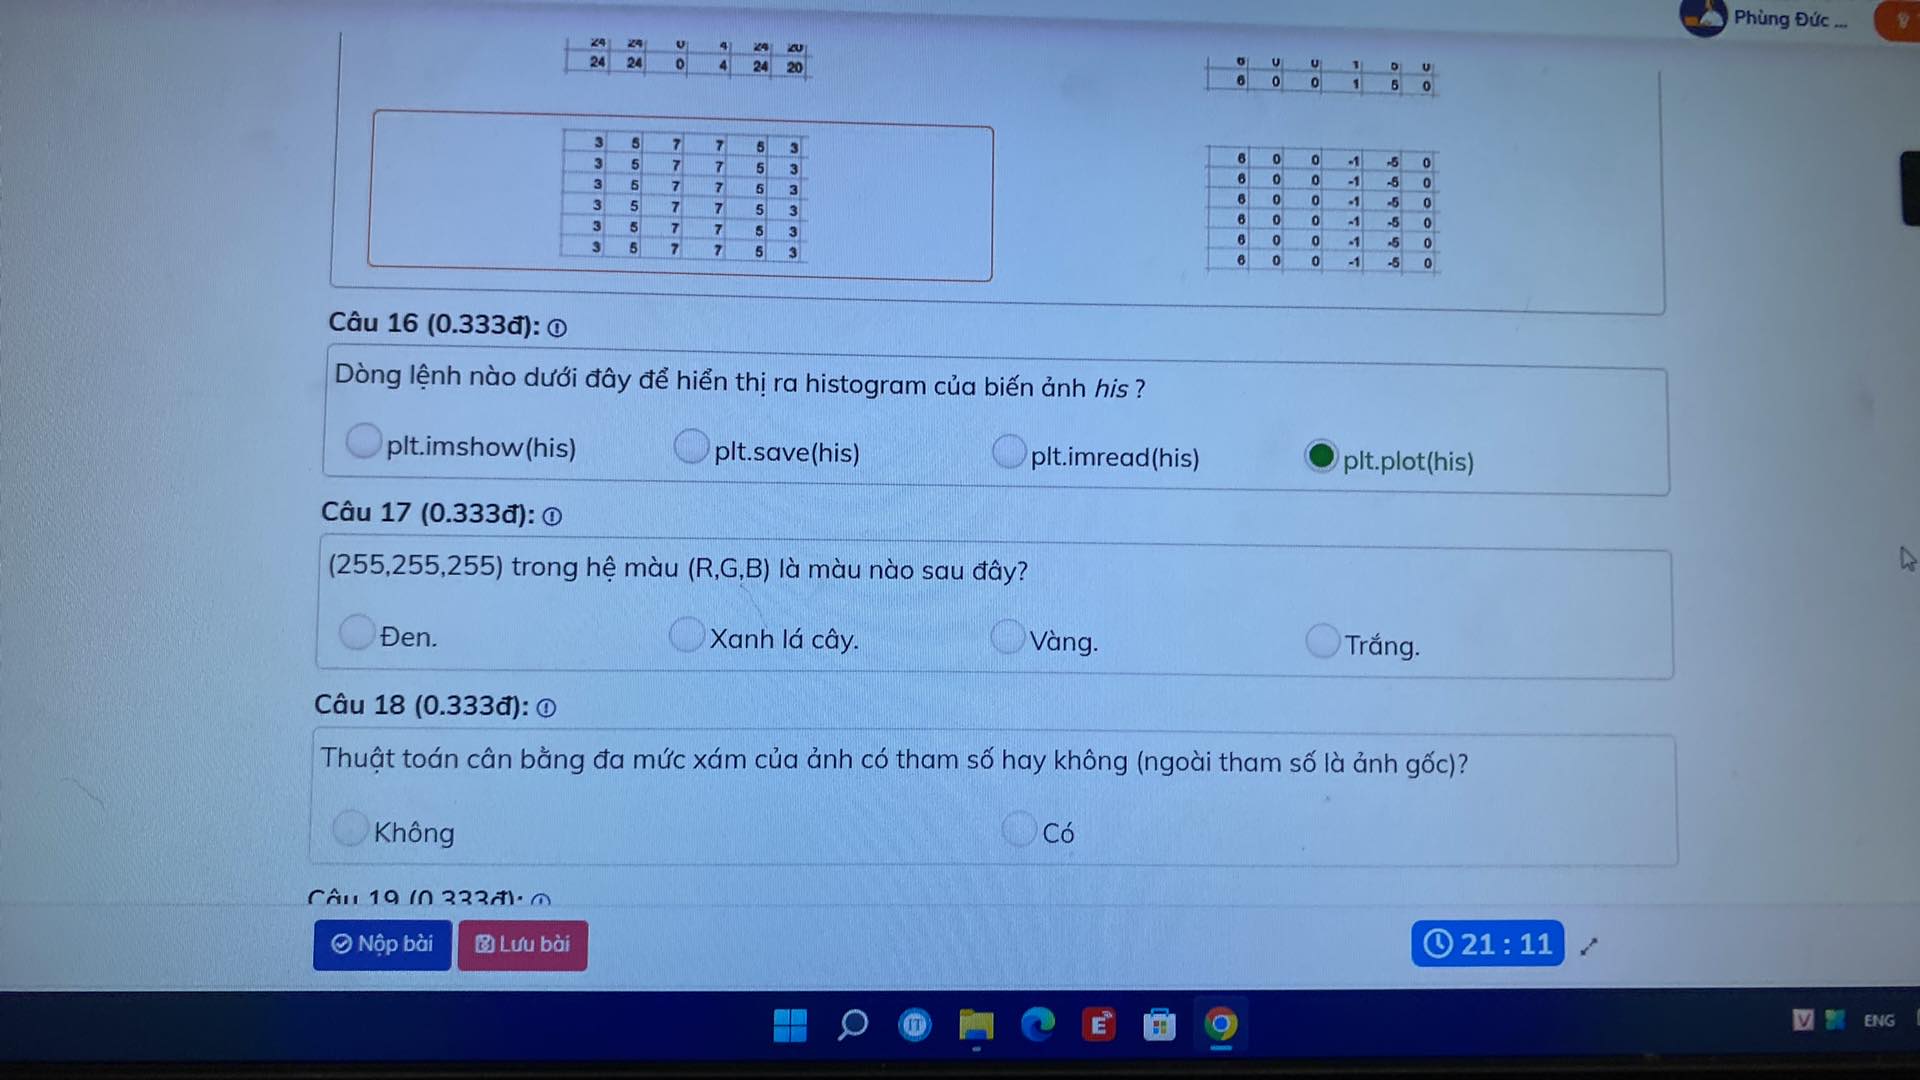 Phùng Đức ...
24 24 0 4 24 20
24 24 0 4 24 20
6 0 0 1 5 0
6 0 0 1 5 0
3 5 7 7 5 3
3 5 7 7 5 3
3 5 7 7 5 3
3 5 7 7 5 3
3 5 7 7 5 3
3 5 7 7 5 3
6 0 0 -1 -5 0
6 0 0 -1 -5 0
6 0 0 -1 -5 0
6 0 0 -1 -5 0
6 0 0 -1 -5 0
6 0 0 -1 -5 0
Câu 16 (0.333đ):
Dòng lệnh nào dưới đây để hiển thị ra histogram của biến ảnh his ?
plt.imshow(his) plt.save(his) plt.imread(his) plt.plot(his)
Câu 17 (0.333đ):
(255,255,255) trong hệ màu (R,G,B) là màu nào sau đây?
Đen. Xanh lá cây. Vàng. Trắng.
Câu 18 (0.333đ):
Thuật toán cân bằng đa mức xám của ảnh có tham số hay không (ngoài tham số là ảnh gốc)?
Không Có
Câu 19 (0.333đ):
Nộp bài Lưu bài 21 : 11
IT E V ENG